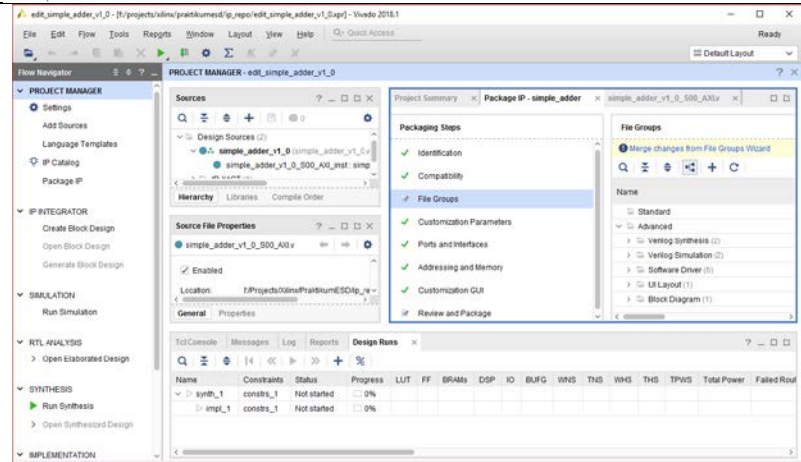 edit_simple_adder_v1_0 - [f:/projects/xilinx/praktikumesd/ip_repo/edit_simple_adder_v1_0.xpr] - Vivado 2018.1
File Edit Flow Tools Reports Window Layout View Help Quick Access
Ready
Default Layout
Flow Navigator
PROJECT MANAGER
Settings
Add Sources
Language Templates
IP Catalog
Package IP
IP INTEGRATOR
Create Block Design
Open Block Design
Generate Block Design
SIMULATION
Run Simulation
RTL ANALYSIS
Open Elaborated Design
SYNTHESIS
Run Synthesis
Open Synthesized Design
IMPLEMENTATION
PROJECT MANAGER - edit_simple_adder_v1_0
Sources
0
Design Sources (2)
simple_adder_v1_0 (simple_adder_v1_0.v
simple_adder_v1_0_S00_AXI_inst : simp
Hierarchy Libraries Compile Order
Source File Properties
simple_adder_v1_0_S00_AXI.v
Enabled
Location: f:/Projects/Xilinx/PraktikumESD/ip_re
General Properties
Project Summary Package IP - simple_adder simple_adder_v1_0_S00_AXI.v
Packaging Steps
Identification
Compatibility
File Groups
Customization Parameters
Ports and Interfaces
Addressing and Memory
Customization GUI
Review and Package
File Groups
Merge changes from File Groups Wizard
Name
Standard
Advanced
Verilog Synthesis (2)
Verilog Simulation (2)
Software Driver (6)
UI Layout (1)
Block Diagram (1)
Tcl Console Messages Log Reports Design Runs
Name Constraints Status Progress LUT FF BRAMs DSP IO BUFG WNS TNS WHS THS TPWS Total Power Failed Rout
synth_1 constrs_1 Not started 0%
impl_1 constrs_1 Not started 0%